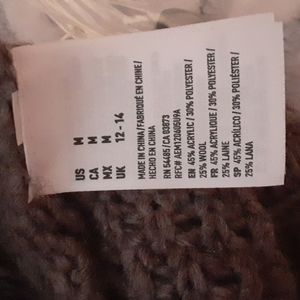 US M
CA M
MX M
UK 12 - 14
MADE IN CHINA / FABRIQUÉ EN CHINE /
HECHO EN CHINA
RN 54485 / CA 03873
RFC# AEM120605U9A
EN 45% ACRYLIC / 30% POLYESTER /
25% WOOL
FR 45% ACRYLIQUE / 30% POLYESTER /
25% LAINE
SP 45% ACRÍLICO / 30% POLIÉSTER /
25% LANA